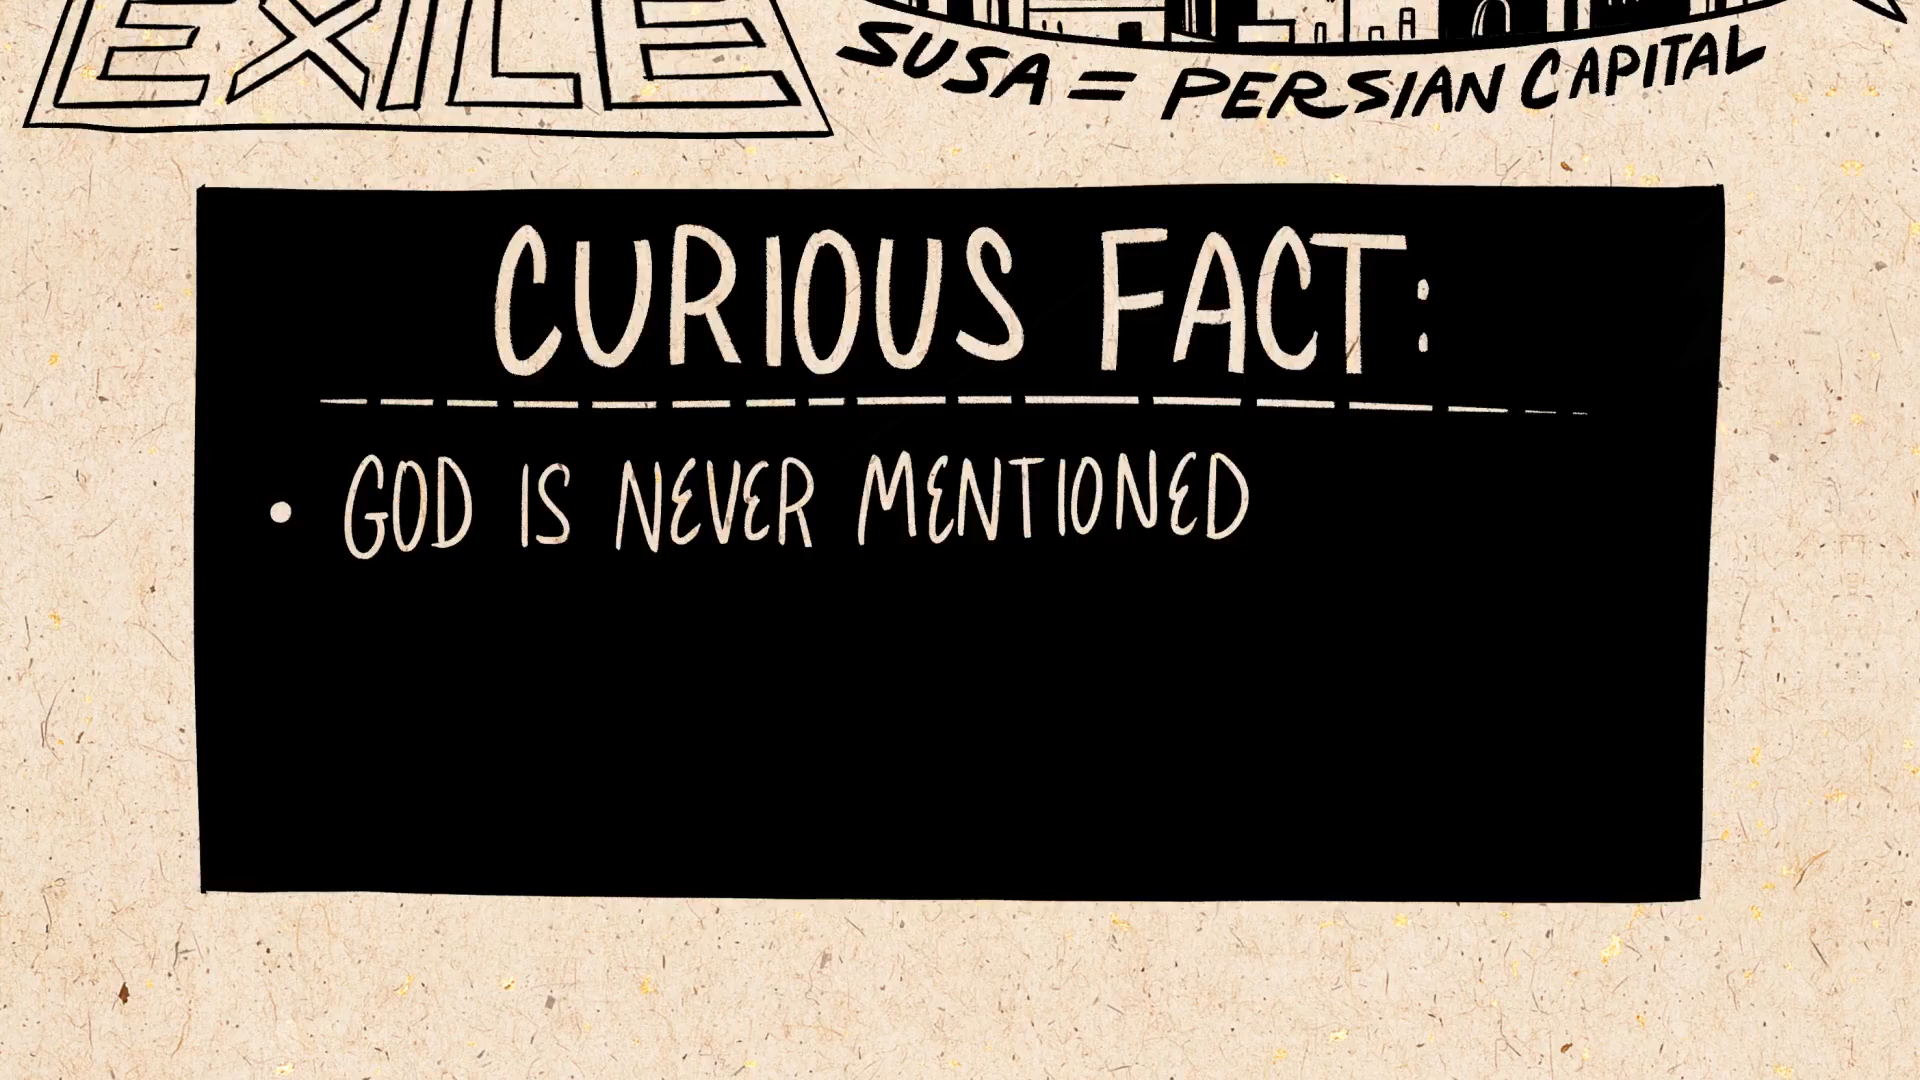 EXILE
SUSA = PERSIAN CAPITAL
CURIOUS FACT:
• GOD IS NEVER MENTIONED